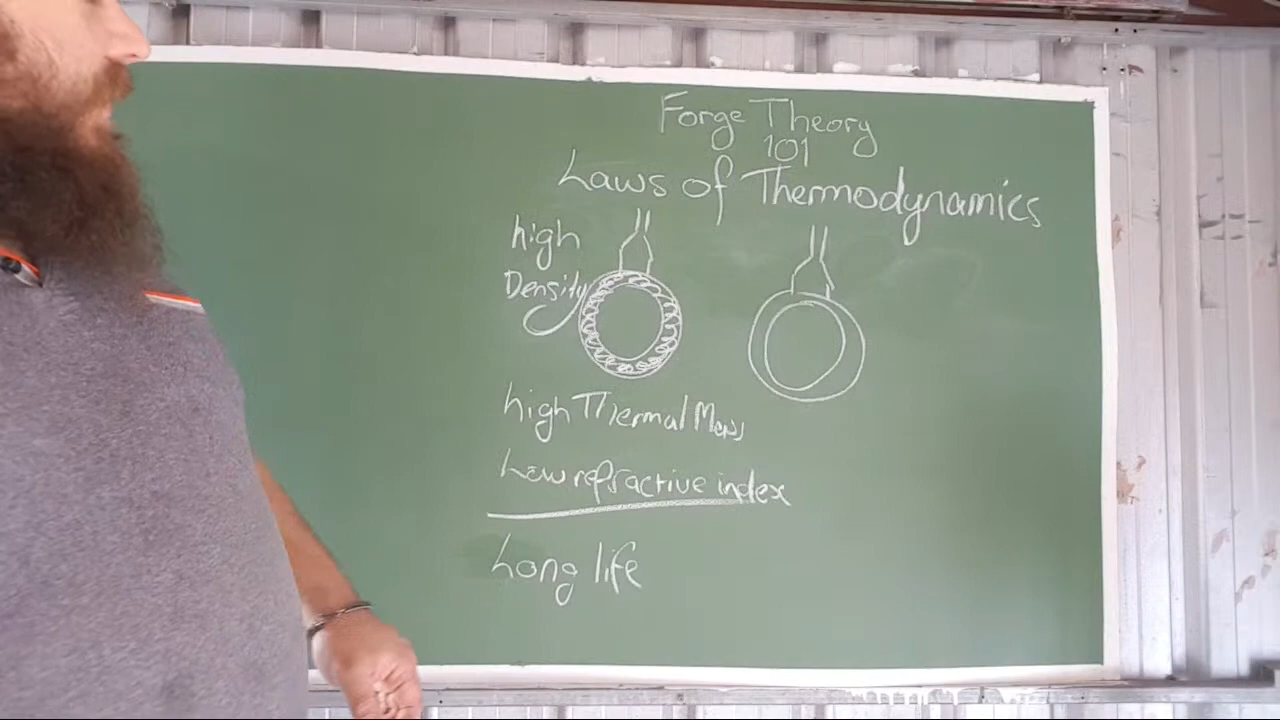 Forge Theory
101
Laws of Thermodynamics
high
Density
high Thermal Mass
Low refractive index
Long life